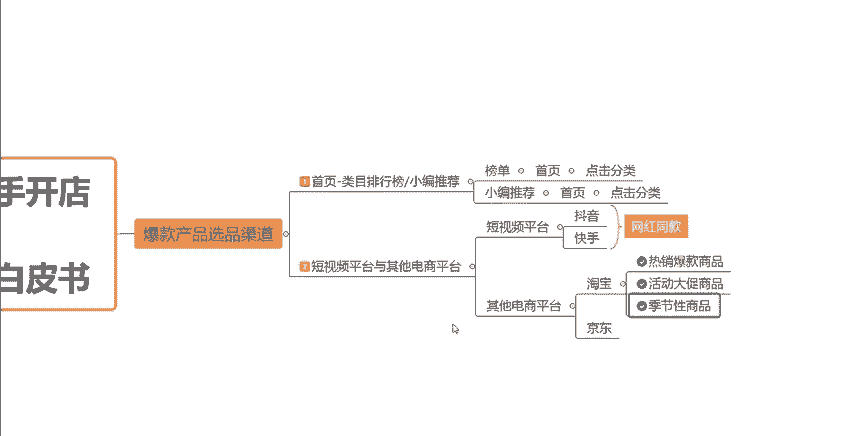 手开店
白皮书
爆款产品选品渠道
1 首页-类目排行榜/小编推荐
榜单 首页 点击分类
小编推荐 首页 点击分类
2 短视频平台与其他电商平台
短视频平台
抖音
快手
网红同款
其他电商平台
淘宝
热销爆款商品
活动大促商品
季节性商品
京东